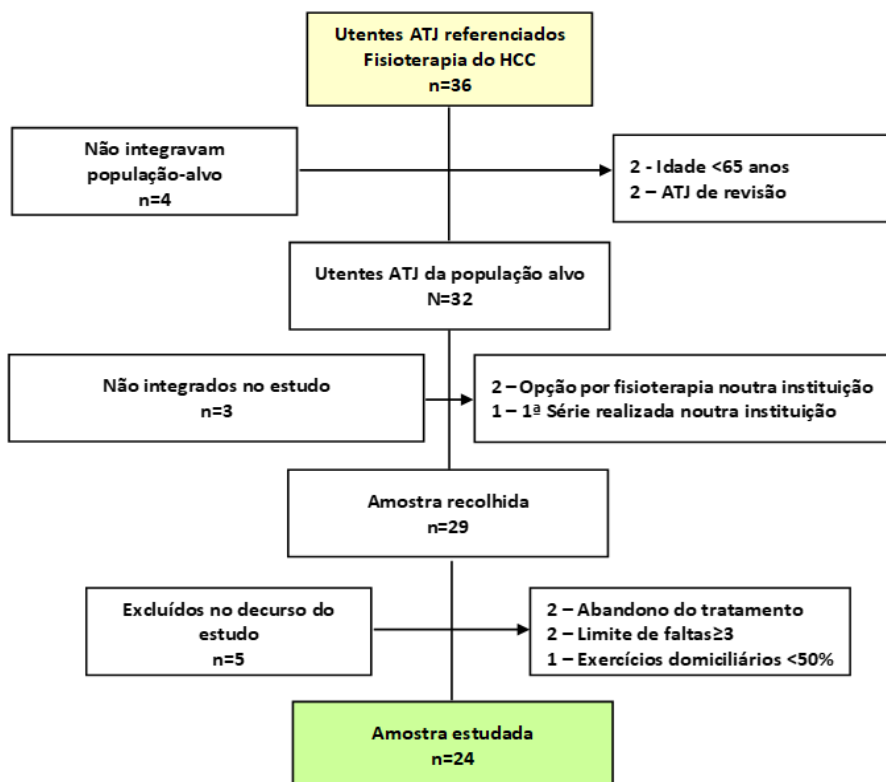 Utentes ATJ referenciados
Fisioterapia do HCC
n=36
Não integravam
população-alvo
n=4
2 - Idade <65 anos
2 – ATJ de revisão
Utentes ATJ da população alvo
N=32
Não integrados no estudo
n=3
2 – Opção por fisioterapia noutra instituição
1 – 1ª Série realizada noutra instituição
Amostra recolhida
n=29
Excluídos no decurso do
estudo
n=5
2 – Abandono do tratamento
2 – Limite de faltas≥3
1 – Exercícios domiciliários <50%
Amostra estudada
n=24